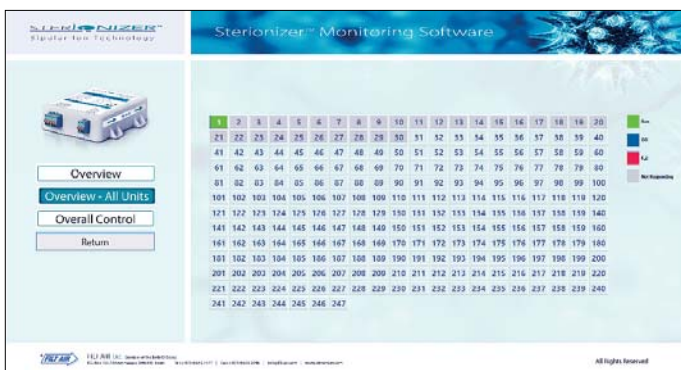 STERIONIZER™
Bipolar Ion Technology
Sterionizer™ Monitoring Software
1 2 3 4 5 6 7 8 9 10 11 12 13 14 15 16 17 18 19 20
21 22 23 24 25 26 27 28 29 30 31 32 33 34 35 36 37 38 39 40
41 42 43 44 45 46 47 48 49 50 51 52 53 54 55 56 57 58 59 60
61 62 63 64 65 66 67 68 69 70 71 72 73 74 75 76 77 78 79 80
81 82 83 84 85 86 87 88 89 90 91 92 93 94 95 96 97 98 99 100
101 102 103 104 105 106 107 108 109 110 111 112 113 114 115 116 117 118 119 120
121 122 123 124 125 126 127 128 129 130 131 132 133 134 135 136 137 138 139 140
141 142 143 144 145 146 147 148 149 150 151 152 153 154 155 156 157 158 159 160
161 162 163 164 165 166 167 168 169 170 171 172 173 174 175 176 177 178 179 180
181 182 183 184 185 186 187 188 189 190 191 192 193 194 195 196 197 198 199 200
201 202 203 204 205 206 207 208 209 210 211 212 213 214 215 216 217 218 219 220
221 222 223 224 225 226 227 228 229 230 231 232 233 234 235 236 237 238 239 240
241 242 243 244 245 246 247
Not Responding
Overview
Overview - All Units
Overall Control
Return
FILT AIR
FILT AIR Ltd.
All Rights Reserved